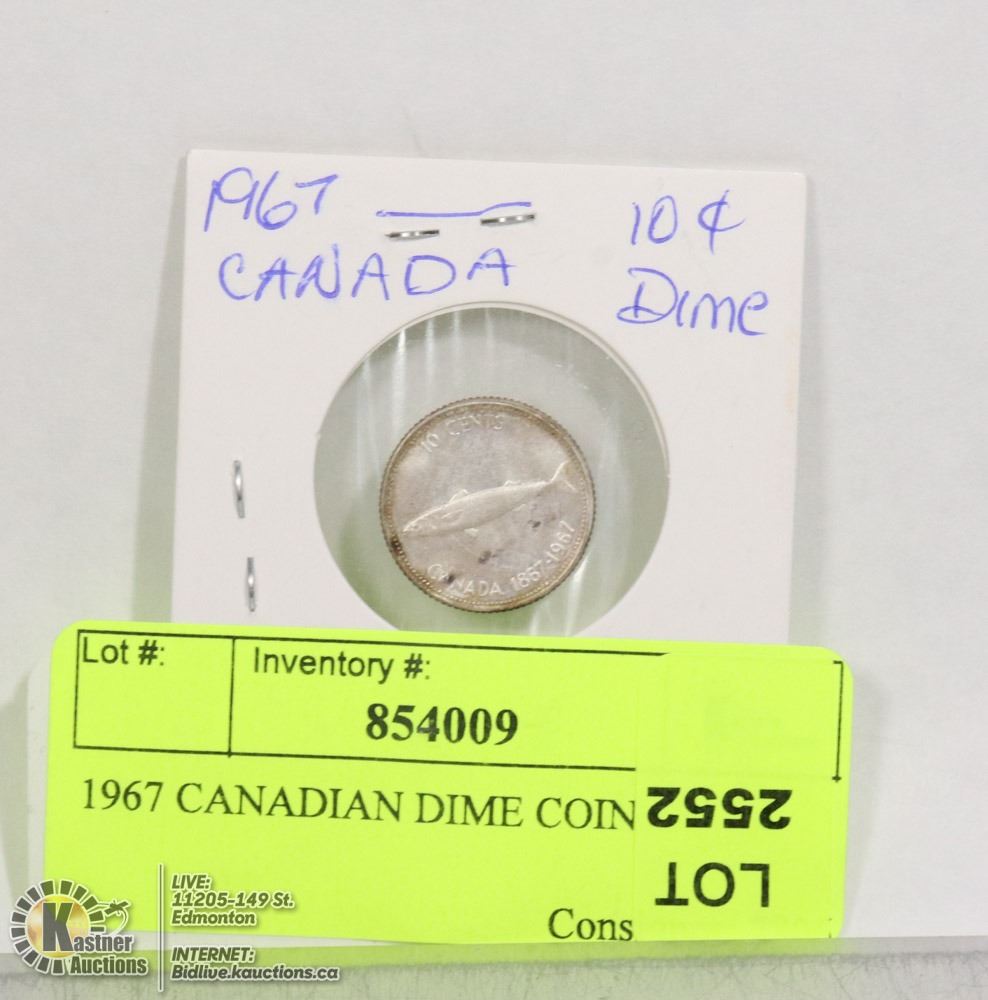 1967
10 ¢
CANADA
Dime
10 CENTS
CANADA 1867-1967
Lot #:
Inventory #:
854009
1967 CANADIAN DIME COIN
LOT
2552
Cons
Kastner
Auctions
LIVE:
11205-149 St.
Edmonton
INTERNET:
Bidlive.kauctions.ca